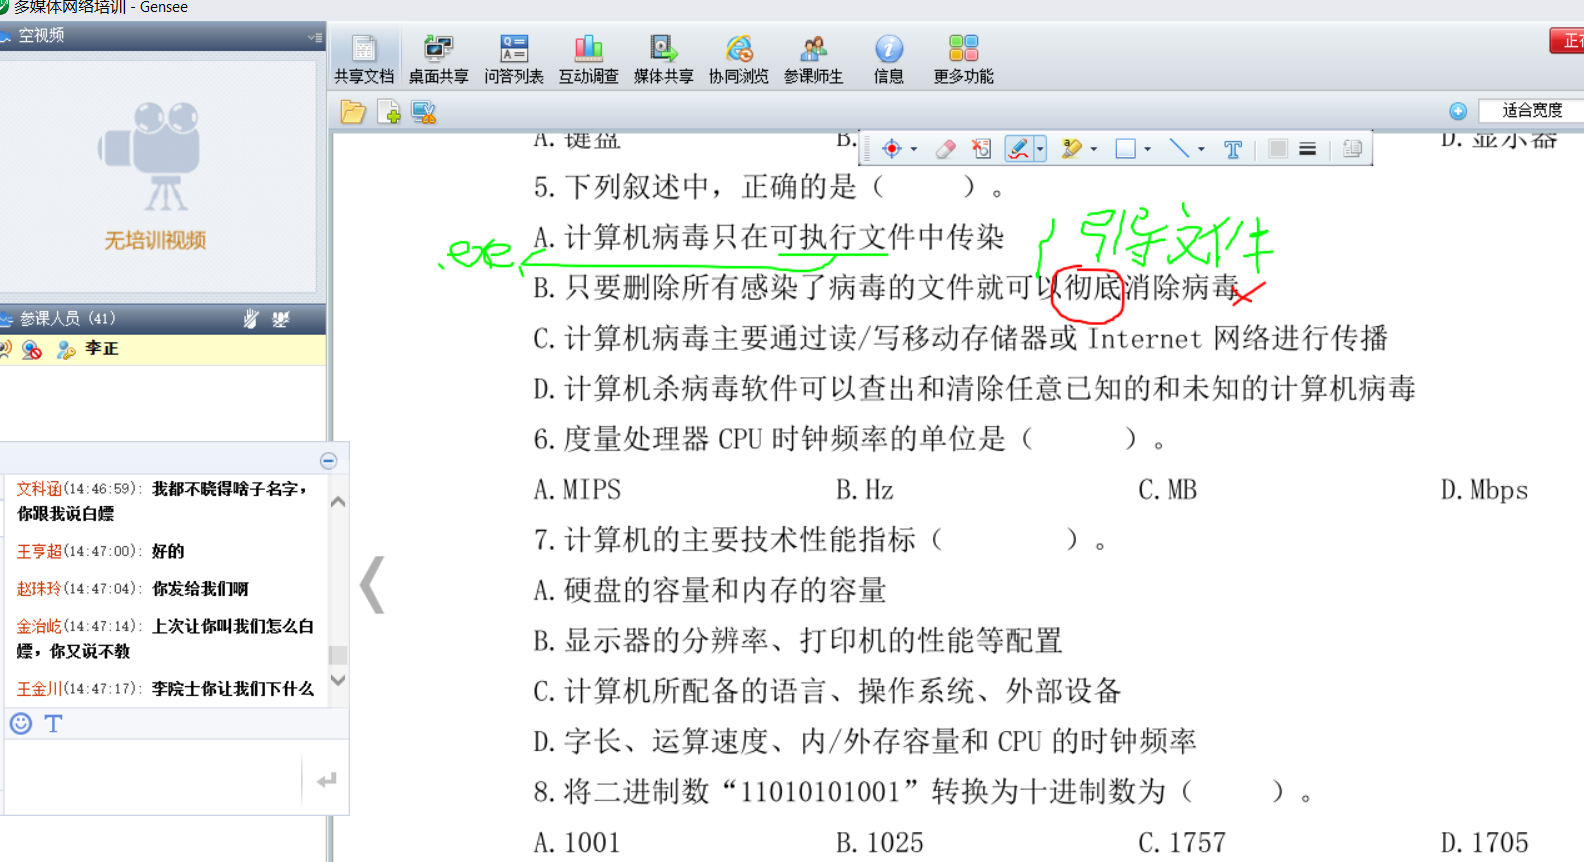 多媒体网络培训 - Gensee
空视频
共享文档 桌面共享 问答列表 互动调查 媒体共享 协同浏览 参课师生 信息 更多功能
适合宽度
无培训视频
参课人员 (41)
李正
A.键盘 B. D.显示器
5.下列叙述中，正确的是（ ）。
A.计算机病毒只在可执行文件中传染
.exe
引导文件
B.只要删除所有感染了病毒的文件就可以彻底消除病毒
C.计算机病毒主要通过读/写移动存储器或 Internet 网络进行传播
D.计算机杀病毒软件可以查出和清除任意已知的和未知的计算机病毒
6.度量处理器 CPU 时钟频率的单位是（ ）。
A.MIPS B.Hz C.MB D.Mbps
7.计算机的主要技术性能指标（ ）。
A.硬盘的容量和内存的容量
B.显示器的分辨率、打印机的性能等配置
C.计算机所配备的语言、操作系统、外部设备
D.字长、运算速度、内/外存容量和 CPU 的时钟频率
8.将二进制数“11010101001”转换为十进制数为（ ）。
A.1001 B.1025 C.1757 D.1705
文科涵(14:46:59): 我都不晓得啥子名字，
你跟我说白嫖
王亨超(14:47:00): 好的
赵珠玲(14:47:04): 你发给我们啊
金治屹(14:47:14): 上次让你叫我们怎么白
嫖，你又说不教
王金川(14:47:17): 李院士你让我们下什么